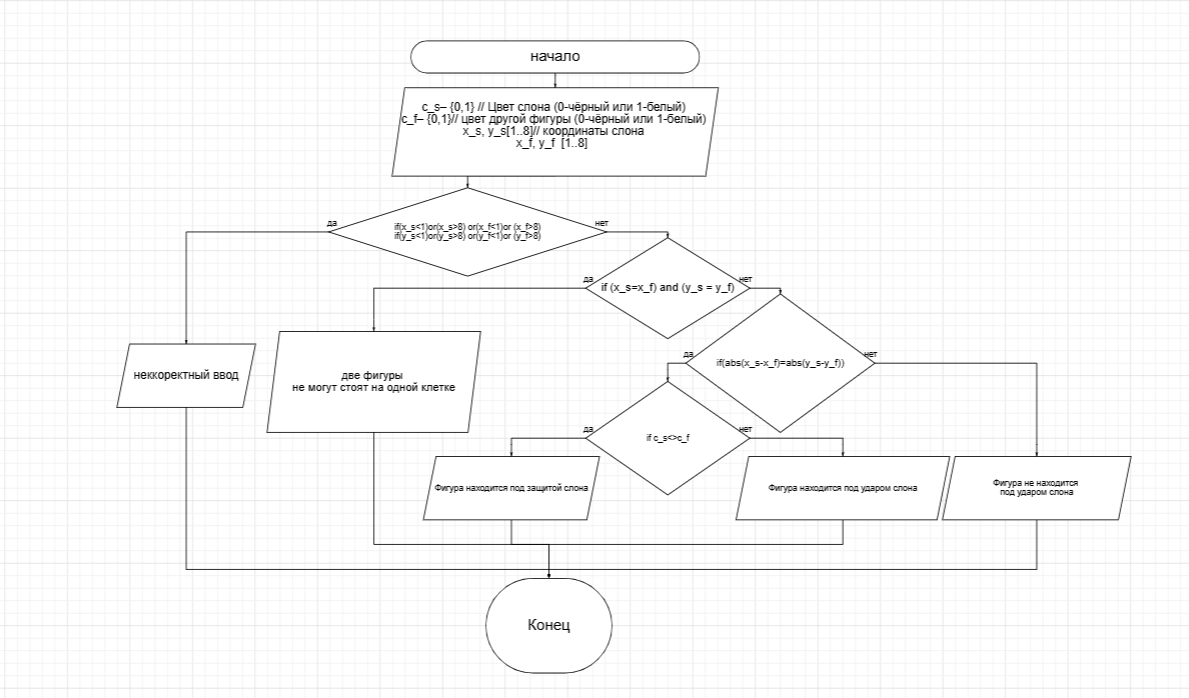 начало
c_s– {0,1} // Цвет слона (0-чёрный или 1-белый)
c_f– {0,1}// цвет другой фигуры (0-чёрный или 1-белый)
x_s, y_s[1..8]// координаты слона
x_f, y_f [1..8]
да
нет
if(x_s<1)or(x_s>8) or(x_f<1)or (x_f>8)
if(y_s<1)or(y_s>8) or(y_f<1)or (y_f>8)
да
нет
if (x_s=x_f) and (y_s = y_f)
да
нет
if(abs(x_s-x_f)=abs(y_s-y_f))
неккоректный ввод
две фигуры
не могут стоят на одной клетке
да
нет
if c_s<>c_f
Фигура находится под защитой слона
Фигура находится под ударом слона
Фигура не находится
под ударом слона
Конец